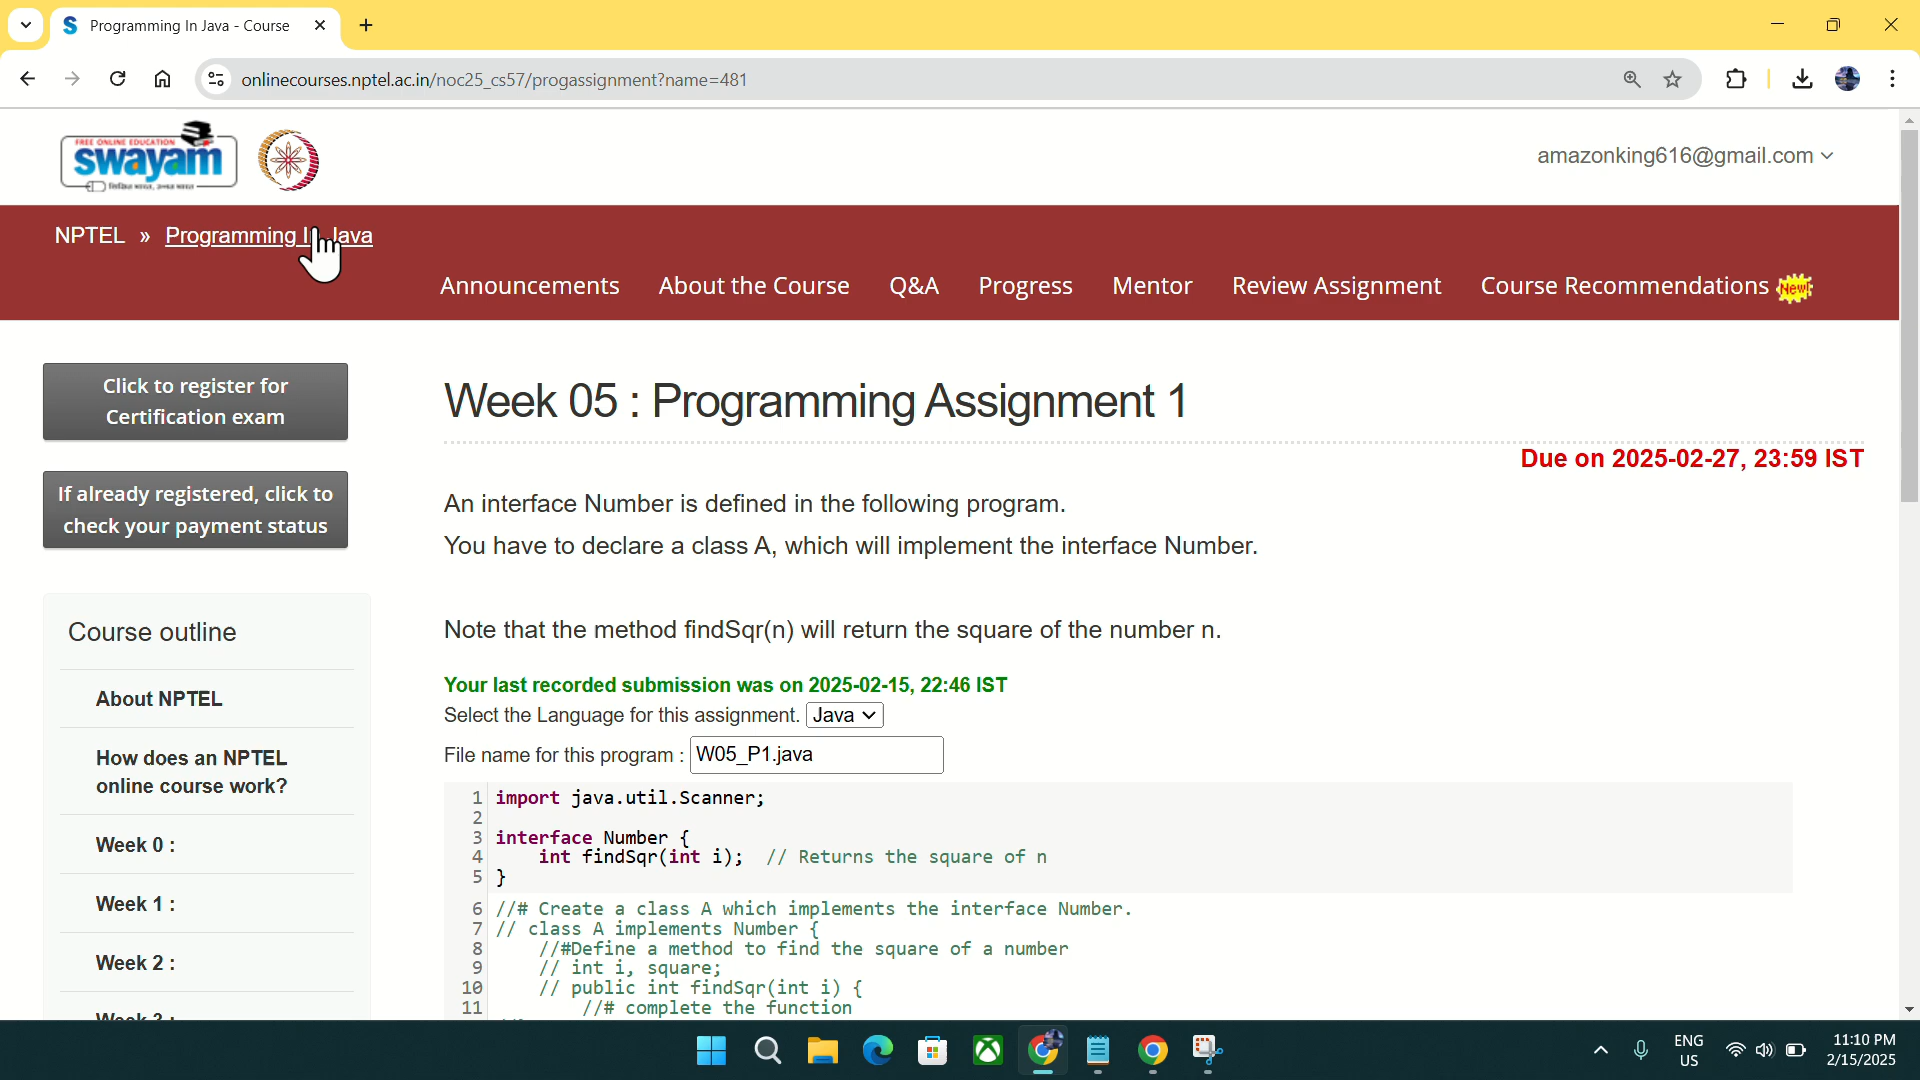 Programming In Java - Course
onlinecourses.nptel.ac.in/noc25_cs57/progassignment?name=481
FREE ONLINE EDUCATION
swayam
amazonking616@gmail.com
NPTEL » Programming In Java
Announcements About the Course Q&A Progress Mentor Review Assignment Course Recommendations New!
Click to register for
Certification exam
If already registered, click to
check your payment status
Course outline
About NPTEL
How does an NPTEL
online course work?
Week 0 :
Week 1 :
Week 2 :
Week 05 : Programming Assignment 1
Due on 2025-02-27, 23:59 IST
An interface Number is defined in the following program.
You have to declare a class A, which will implement the interface Number.
Note that the method findSqr(n) will return the square of the number n.
Your last recorded submission was on 2025-02-15, 22:46 IST
Select the Language for this assignment. Java
File name for this program : W05_P1.java
1 import java.util.Scanner;
2
3 interface Number {
4 int findSqr(int i); // Returns the square of n
5 }
6 //# Create a class A which implements the interface Number.
7 // class A implements Number {
8 //#Define a method to find the square of a number
9 // int i, square;
10 // public int findSqr(int i) {
11 //# complete the function
ENG
US
11:10 PM
2/15/2025